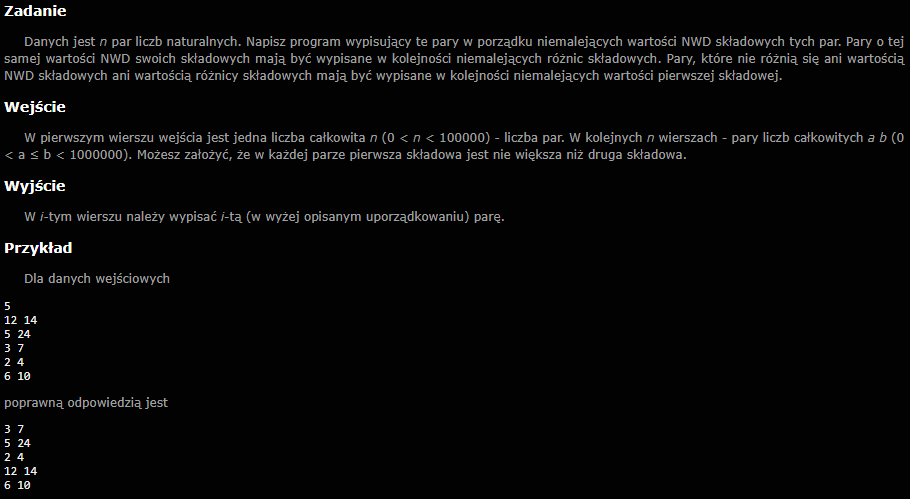 Zadanie
Danych jest n par liczb naturalnych. Napisz program wypisujący te pary w porządku niemalejących wartości NWD składowych tych par. Pary o tej
samej wartości NWD swoich składowych mają być wypisane w kolejności niemalejących różnic składowych. Pary, które nie różnią się ani wartością
NWD składowych ani wartością różnicy składowych mają być wypisane w kolejności niemalejących wartości pierwszej składowej.
Wejście
W pierwszym wierszu wejścia jest jedna liczba całkowita n (0 < n < 100000) - liczba par. W kolejnych n wierszach - pary liczb całkowitych a b (0
< a ≤ b < 1000000). Możesz założyć, że w każdej parze pierwsza składowa jest nie większa niż druga składowa.
Wyjście
W i-tym wierszu należy wypisać i-tą (w wyżej opisanym uporządkowaniu) parę.
Przykład
Dla danych wejściowych
5
12 14
5 24
3 7
2 4
6 10
poprawną odpowiedzią jest
3 7
5 24
2 4
12 14
6 10